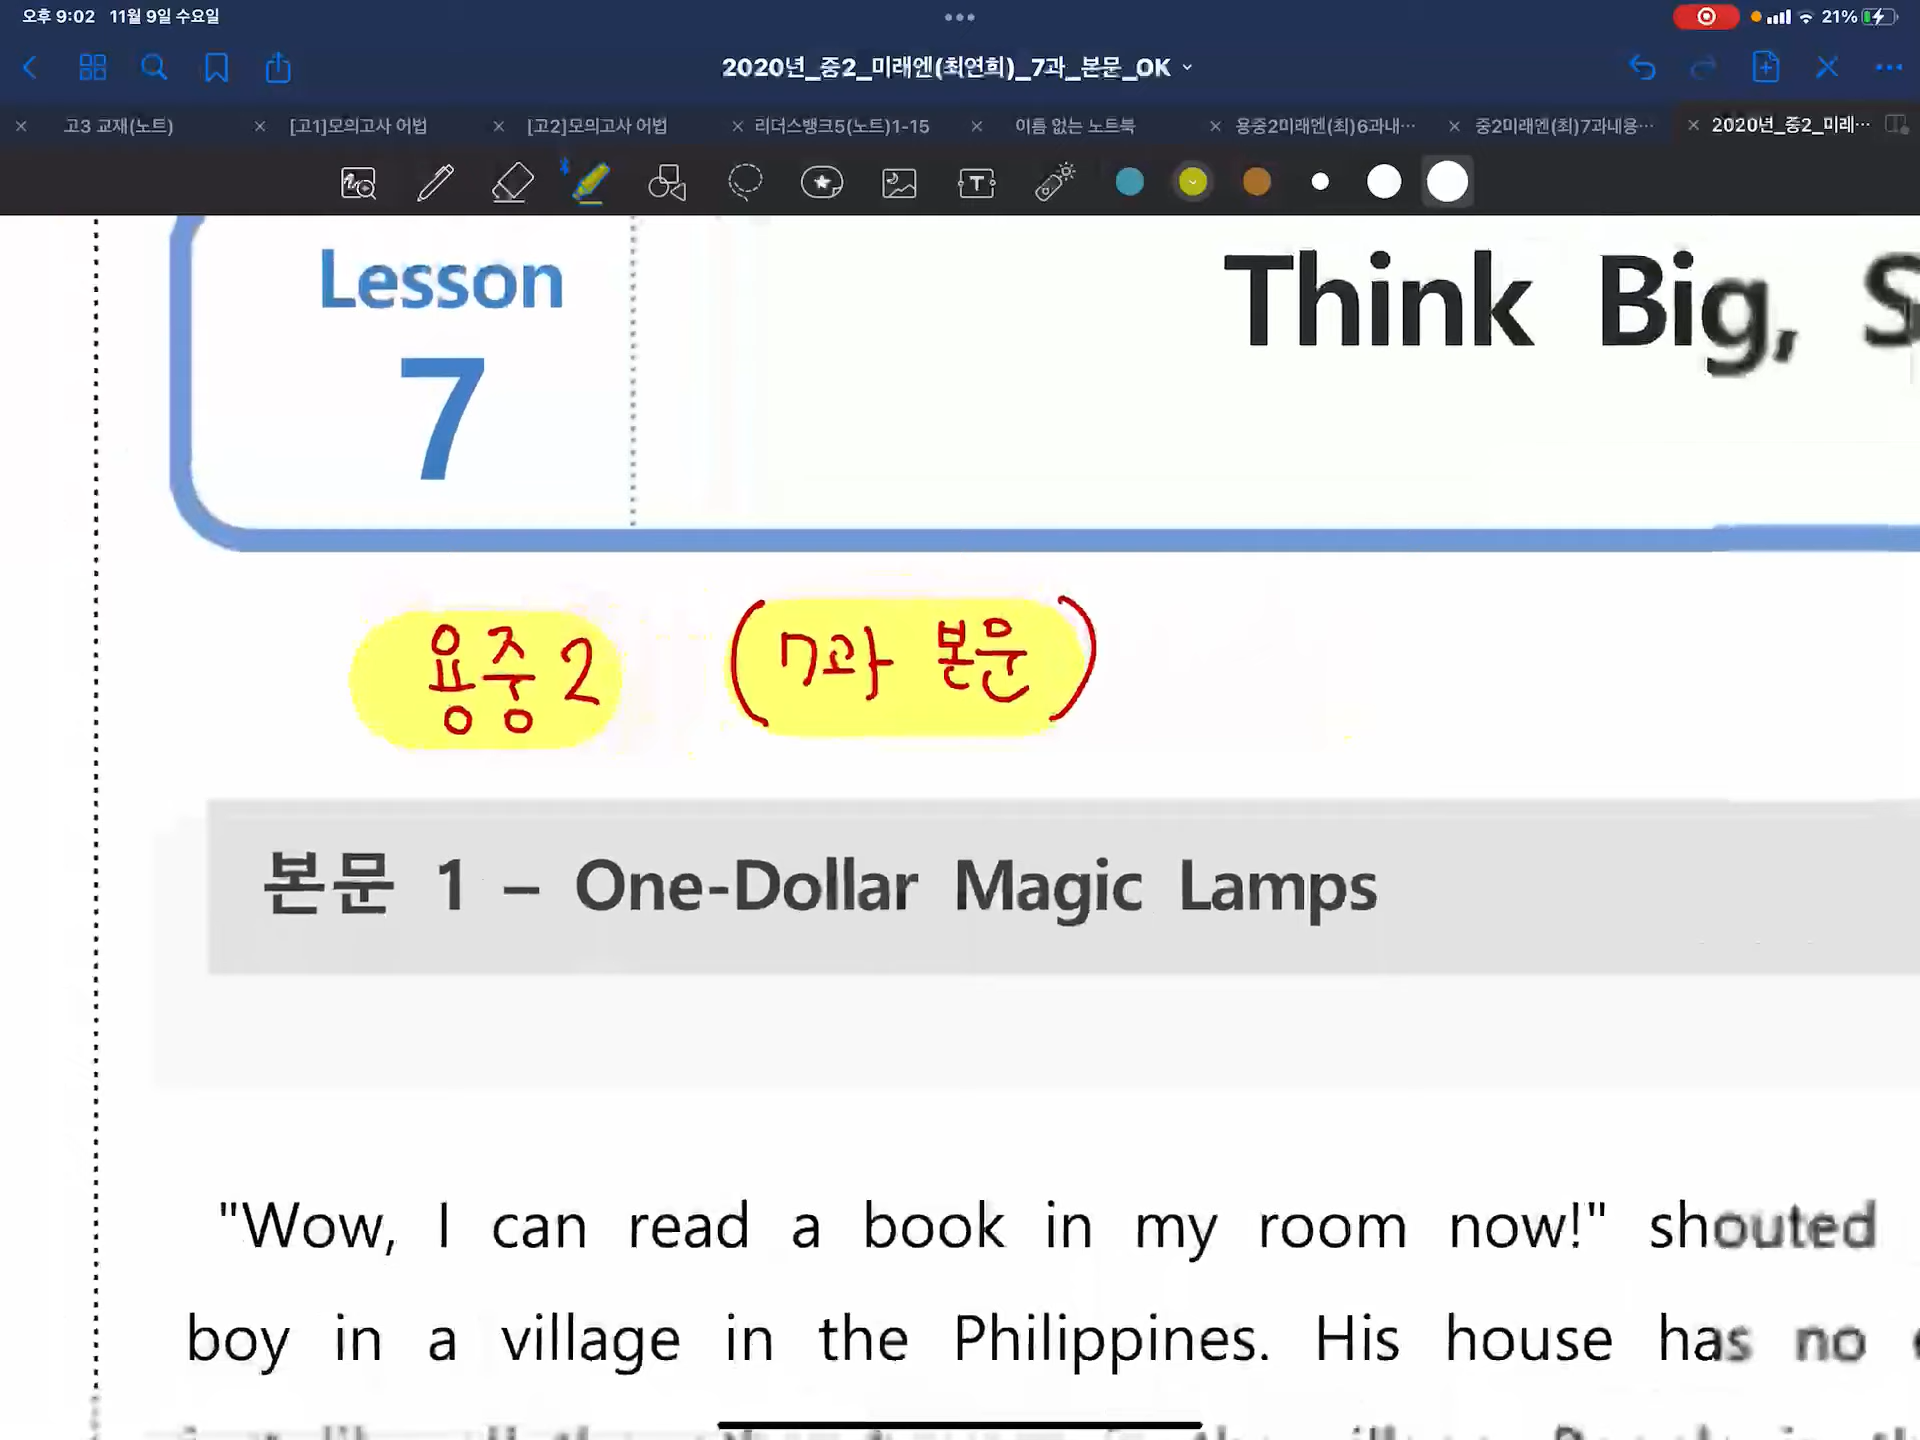 오후 9:02 11월 9일 수요일
21%
2020년_중2_미래엔(최연희)_7과_본문_OK
고3 교재(노트)
[고1]모의고사 어법
[고2]모의고사 어법
리더스뱅크5(노트)1-15
이름 없는 노트북
용중2미래엔(최)6과내…
중2미래엔(최)7과내용…
2020년_중2_미레…
Lesson
7
Think Big, S
용중2 (7과 본문)
본문 1 – One-Dollar Magic Lamps
"Wow, I can read a book in my room now!" shouted
boy in a village in the Philippines. His house has no